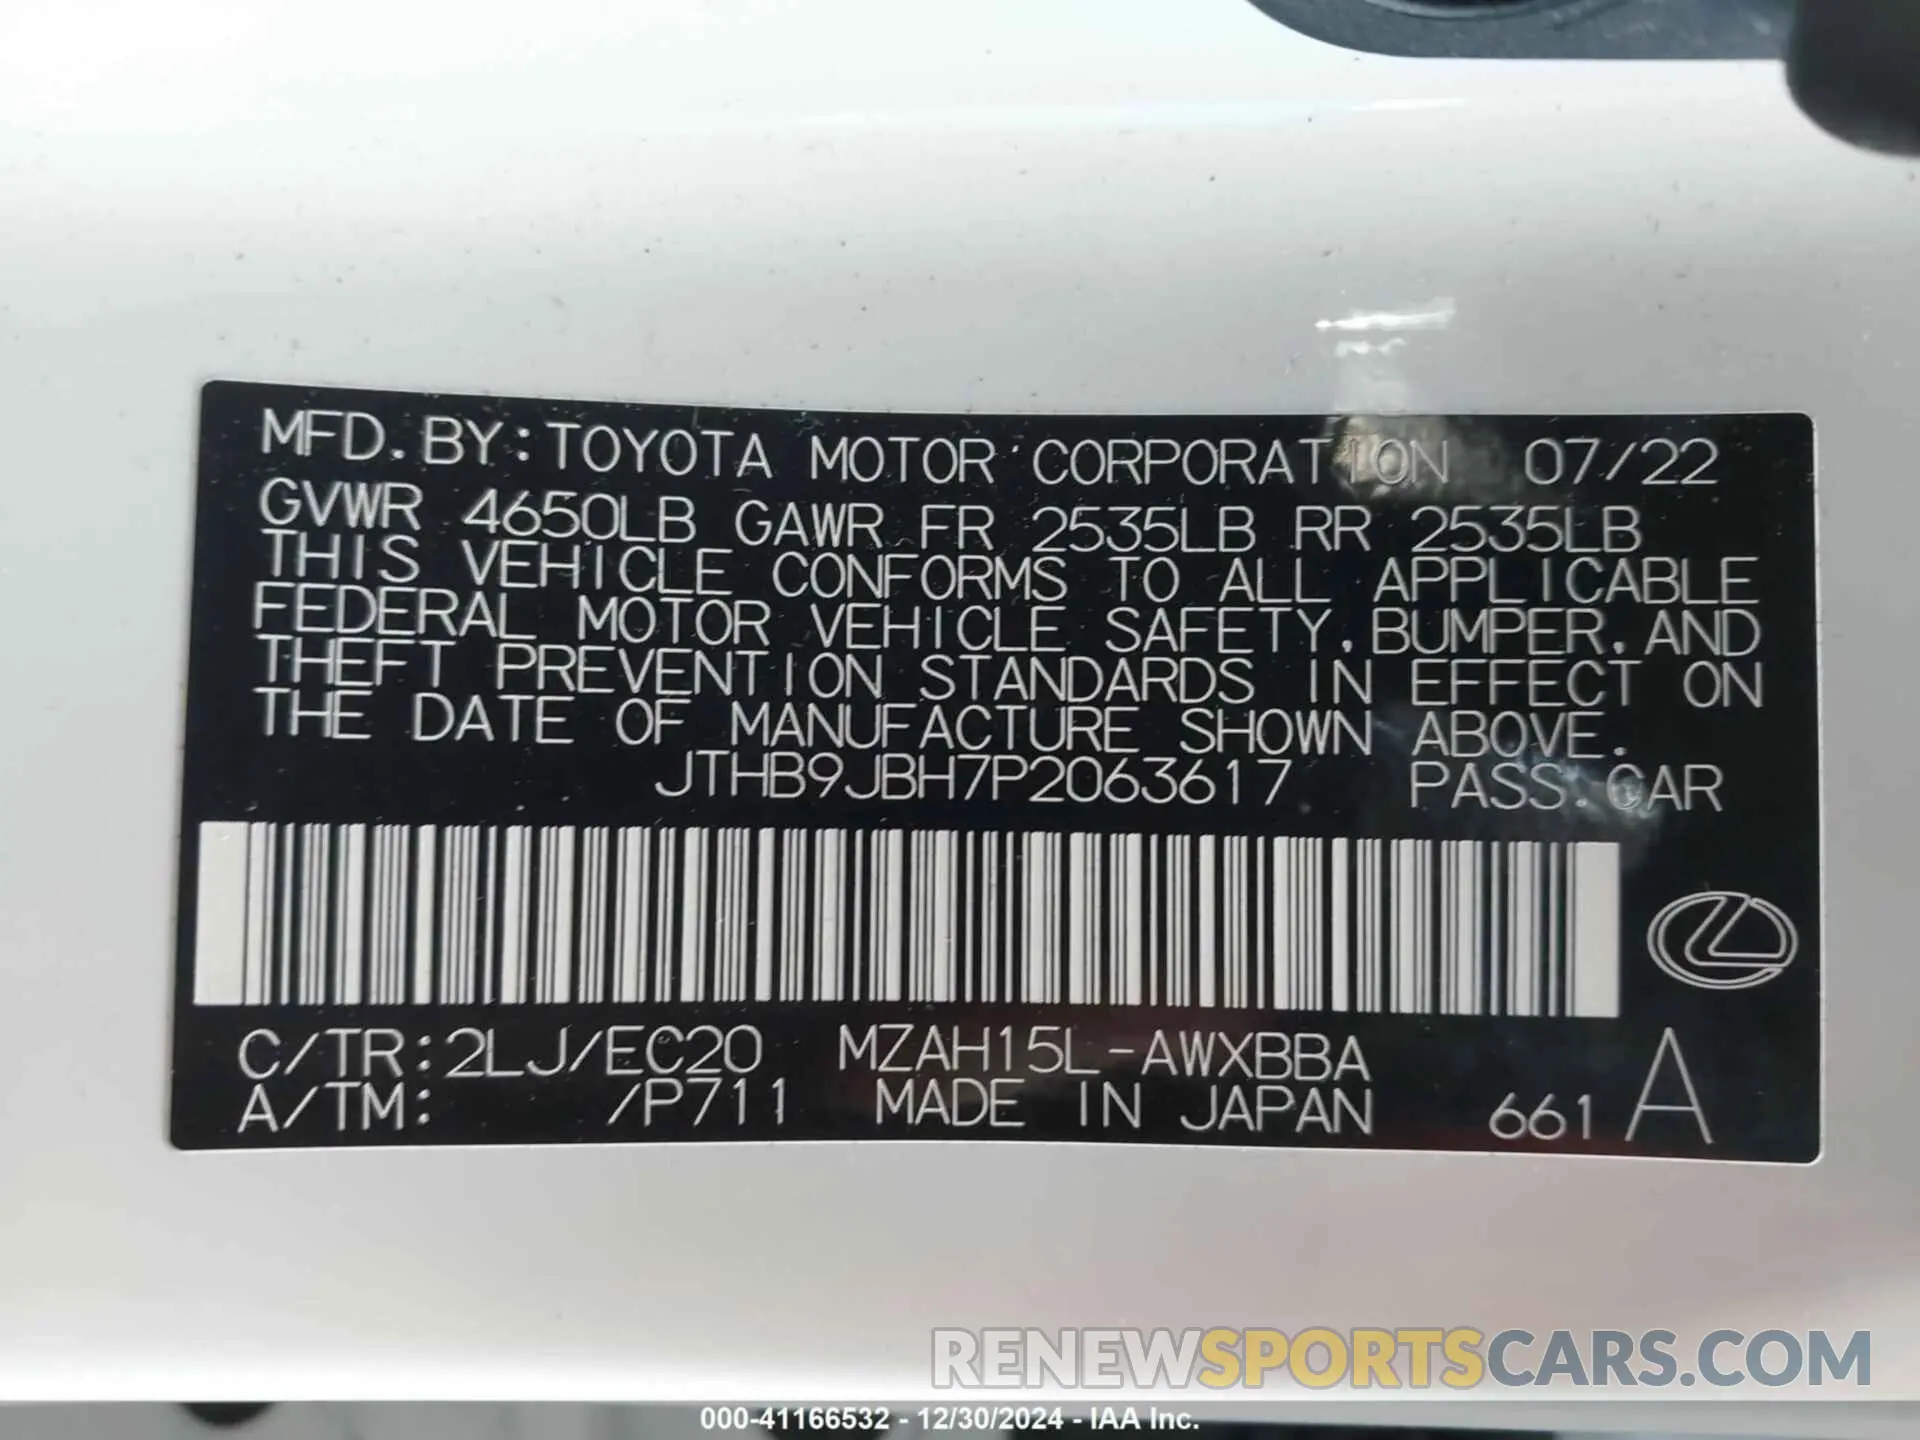 MFD. BY: TOYOTA MOTOR CORPORATION 07/22
GVWR 4650LB GAWR FR 2535LB RR 2535LB
THIS VEHICLE CONFORMS TO ALL APPLICABLE
FEDERAL MOTOR VEHICLE SAFETY, BUMPER, AND
THEFT PREVENTION STANDARDS IN EFFECT ON
THE DATE OF MANUFACTURE SHOWN ABOVE.
JTHB9JBH7P2063617 PASS. CAR
C/TR: 2LJ/EC20 MZAH15L-AWXBBA
A/TM: /P711 MADE IN JAPAN 661 A
RENEWSPORTSCARS.COM
000-41166532 - 12/30/2024 - IAA Inc.